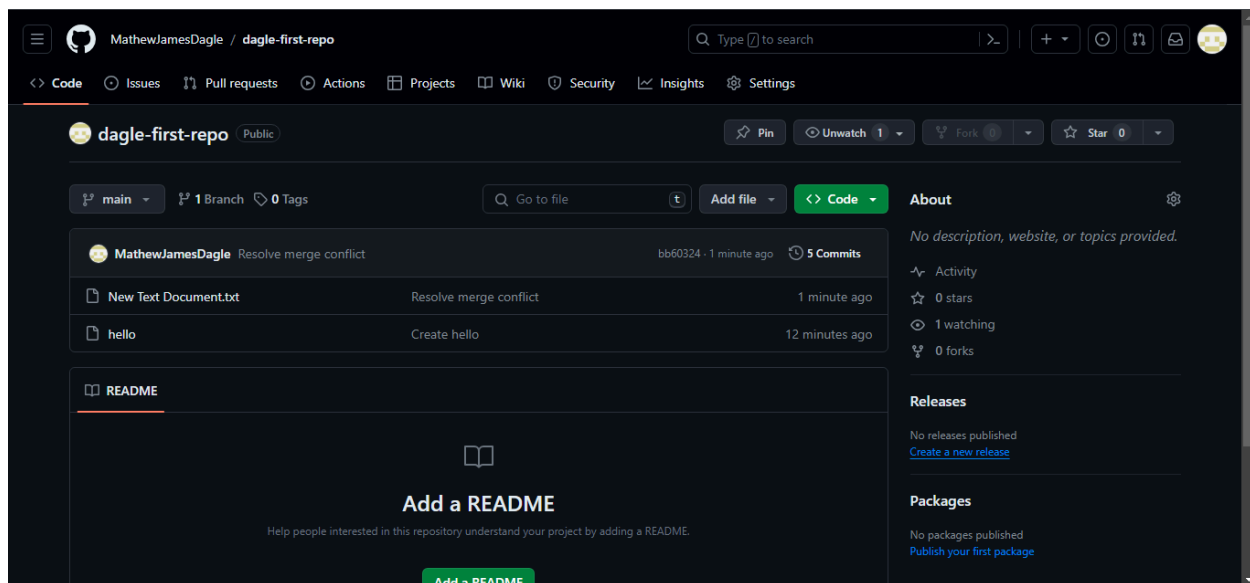 MathewJamesDagle / dagle-first-repo
Type / to search
Code Issues Pull requests Actions Projects Wiki Security Insights Settings
dagle-first-repo Public
Pin Unwatch 1 Fork 0 Star 0
main 1 Branch 0 Tags
Go to file t Add file <> Code
MathewJamesDagle Resolve merge conflict bb60324 · 1 minute ago 5 Commits
New Text Document.txt Resolve merge conflict 1 minute ago
hello Create hello 12 minutes ago
README
Add a README
Help people interested in this repository understand your project by adding a README.
Add a README
About
No description, website, or topics provided.
Activity
0 stars
1 watching
0 forks
Releases
No releases published
Create a new release
Packages
No packages published
Publish your first package